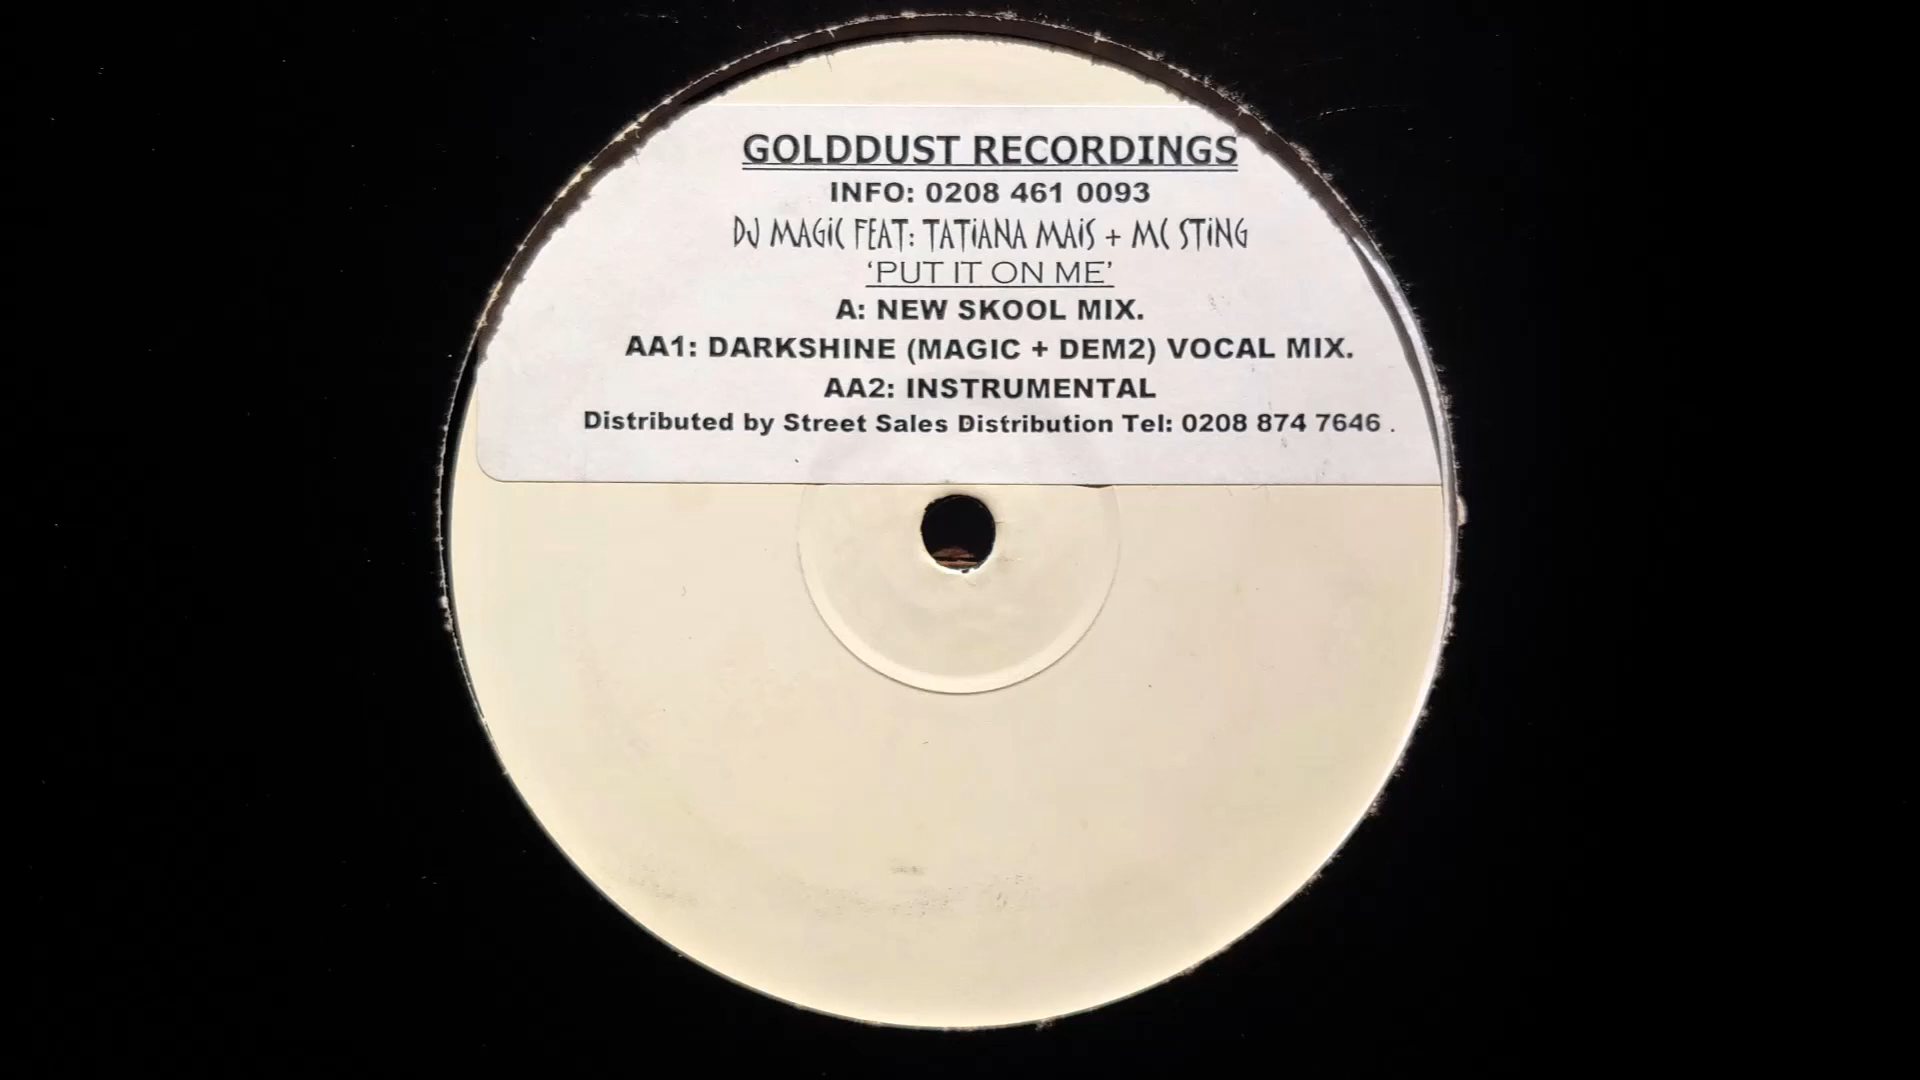 GOLDDUST RECORDINGS
INFO: 0208 461 0093
DJ MAGiC FEAT: TATiANA MAiS + MC STiNG
‘PUT IT ON ME’
A: NEW SKOOL MIX.
AA1: DARKSHINE (MAGIC + DEM2) VOCAL MIX.
AA2: INSTRUMENTAL
Distributed by Street Sales Distribution Tel: 0208 874 7646 .